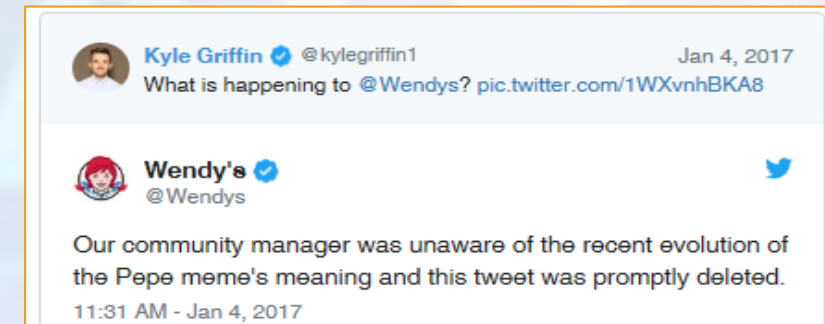 Kyle Griffin @kylegriffin1 Jan 4, 2017
What is happening to @Wendys? pic.twitter.com/1WXvnhBKA8
Wendy's
@Wendys
Our community manager was unaware of the recent evolution of
the Pepe meme's meaning and this tweet was promptly deleted.
11:31 AM - Jan 4, 2017